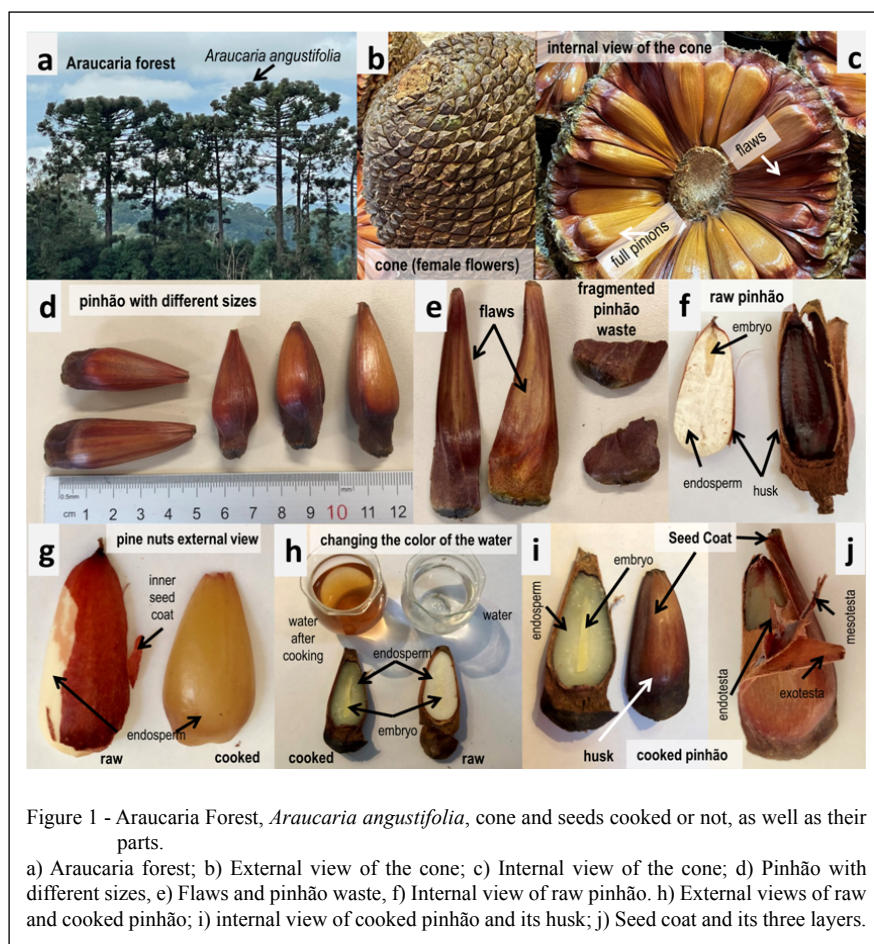 a
Araucaria forest
Araucaria angustifolia
b
cone (female flowers)
internal view of the cone
c
flaws
full pinions
d
pinhão with different sizes
0.5mm
mm
cm 1 2 3 4 5 6 7 8 9 10 11 12
e
flaws
fragmented
pinhão
waste
f
raw pinhão
embryo
endosperm
husk
g
pine nuts external view
inner
seed
coat
endosperm
raw
cooked
h
changing the color of the water
water
after
cooking
water
endosperm
embryo
cooked
raw
i
embryo
Seed Coat
endosperm
husk
cooked pinhão
j
mesotesta
endotesta
exotesta
Figure 1 - Araucaria Forest, Araucaria angustifolia, cone and seeds cooked or not, as well as their
parts.
a) Araucaria forest; b) External view of the cone; c) Internal view of the cone; d) Pinhão with
different sizes, e) Flaws and pinhão waste, f) Internal view of raw pinhão. h) External views of raw
and cooked pinhão; i) internal view of cooked pinhão and its husk; j) Seed coat and its three layers.